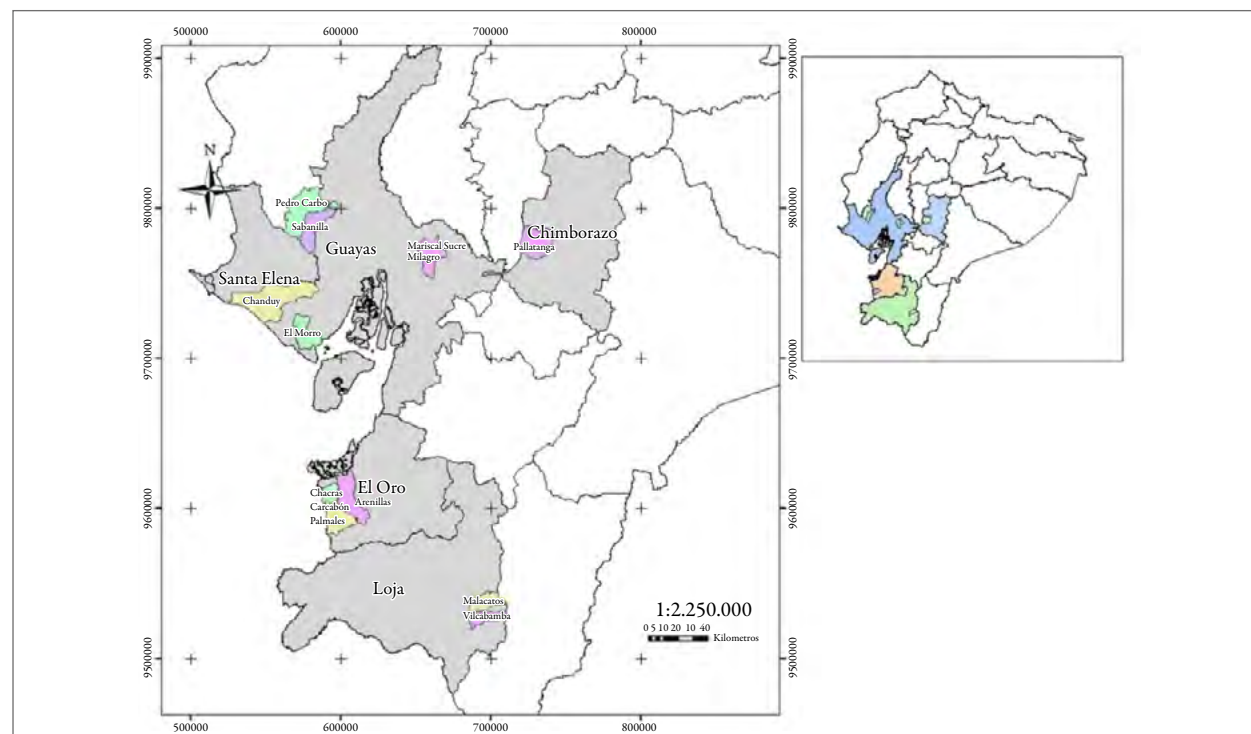 500000 600000 700000 800000
9900000 9900000
N
Pedro Carbo
9800000 9800000
Sabanilla
Guayas
Mariscal Sucre
Milagro
Chimborazo
Pallatanga
Santa Elena
Chanduy
El Morro
9700000 9700000
Chacras
El Oro
Arenillas
Carcabón
Palmales
9600000 9600000
Loja
Malacatos
Vilcabamba
1:2.250.000
0 5 10 20 10 40
Kilometros
9500000 9500000
500000 600000 700000 800000